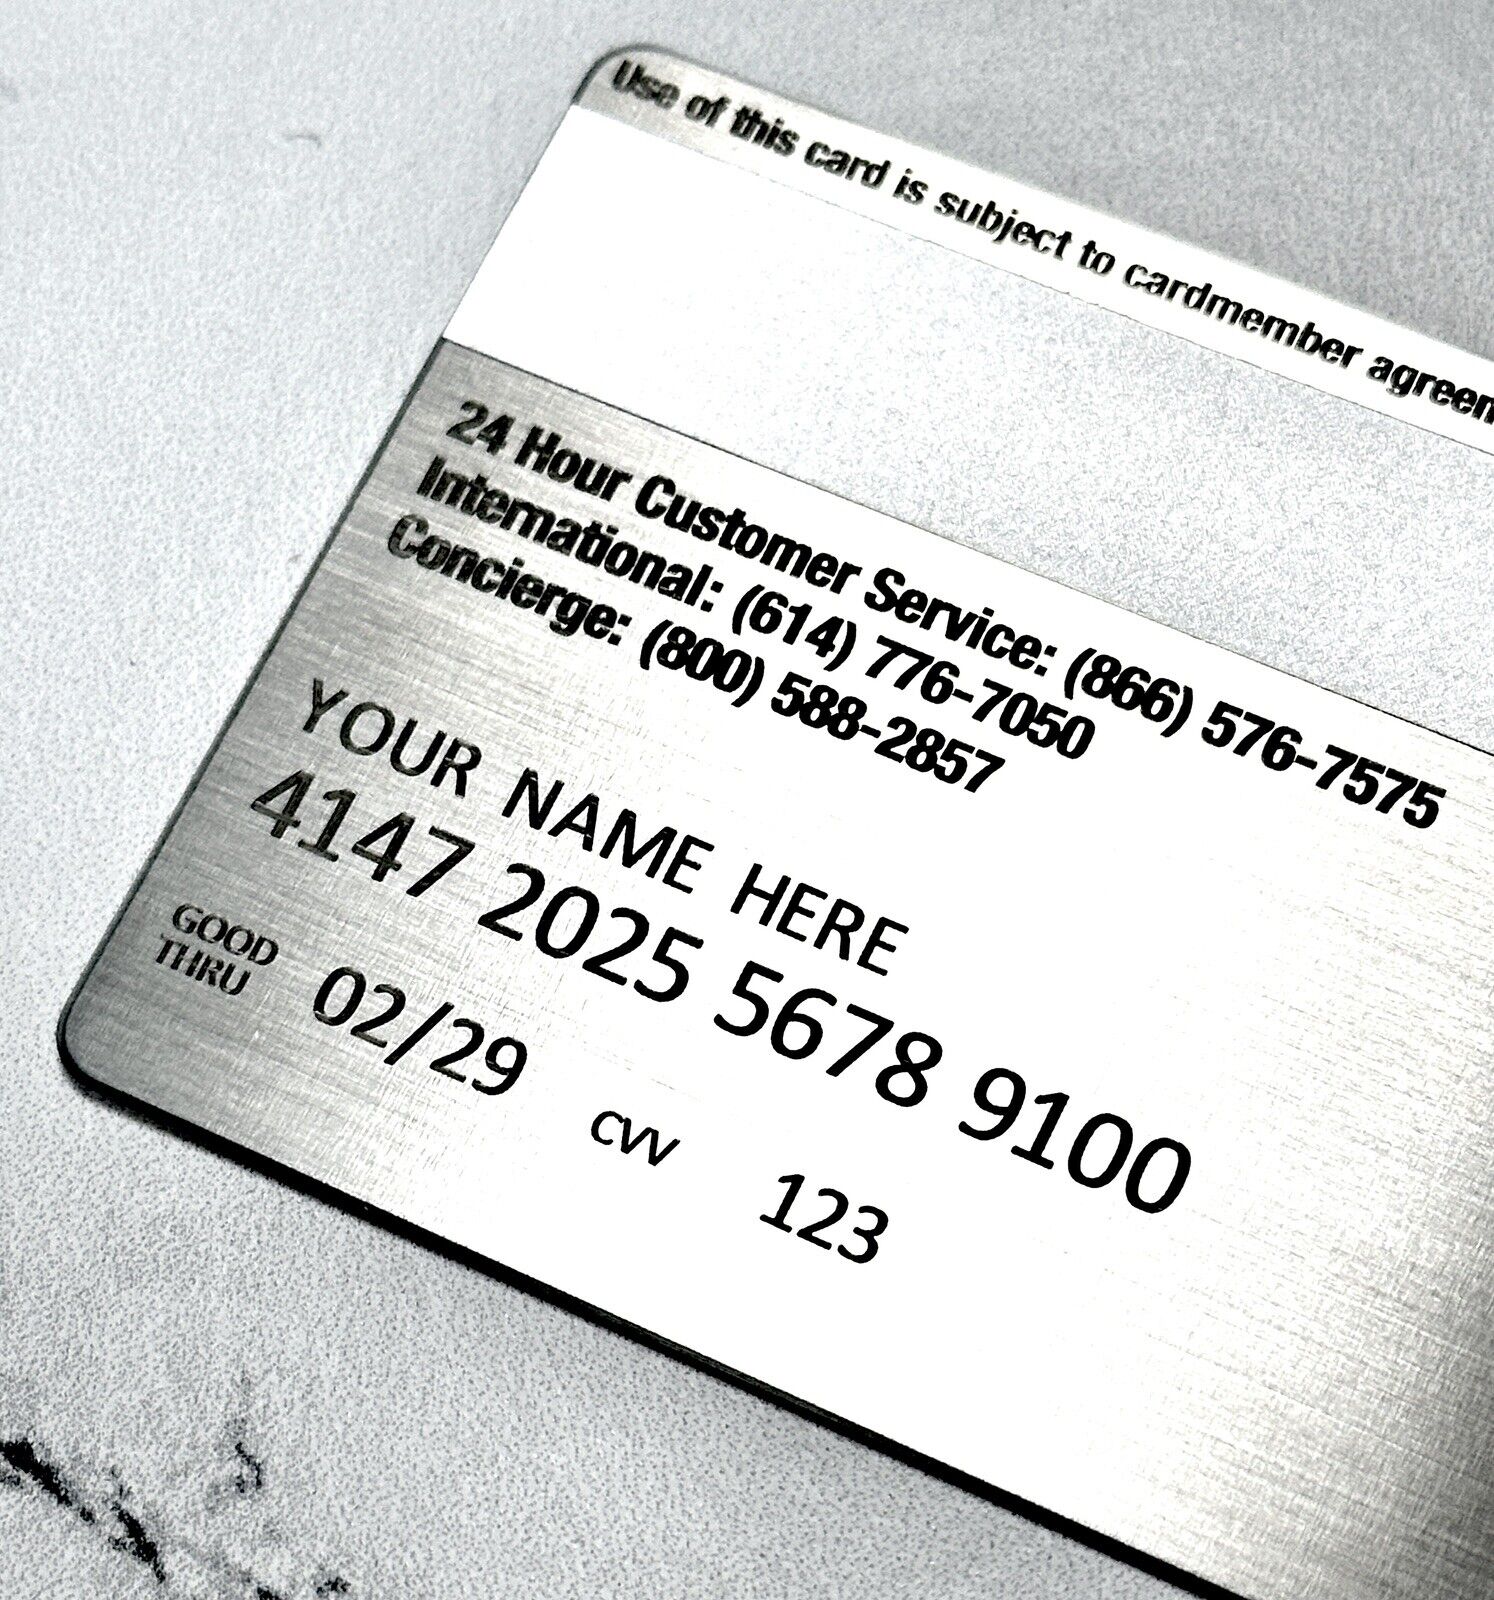 Use of this card is subject to cardmember agreem
24 Hour Customer Service: (866) 576-7575
International: (614) 776-7050
Concierge: (800) 588-2857
YOUR NAME HERE
4147 2025 5678 9100
GOOD
THRU 02/29
CVV 123